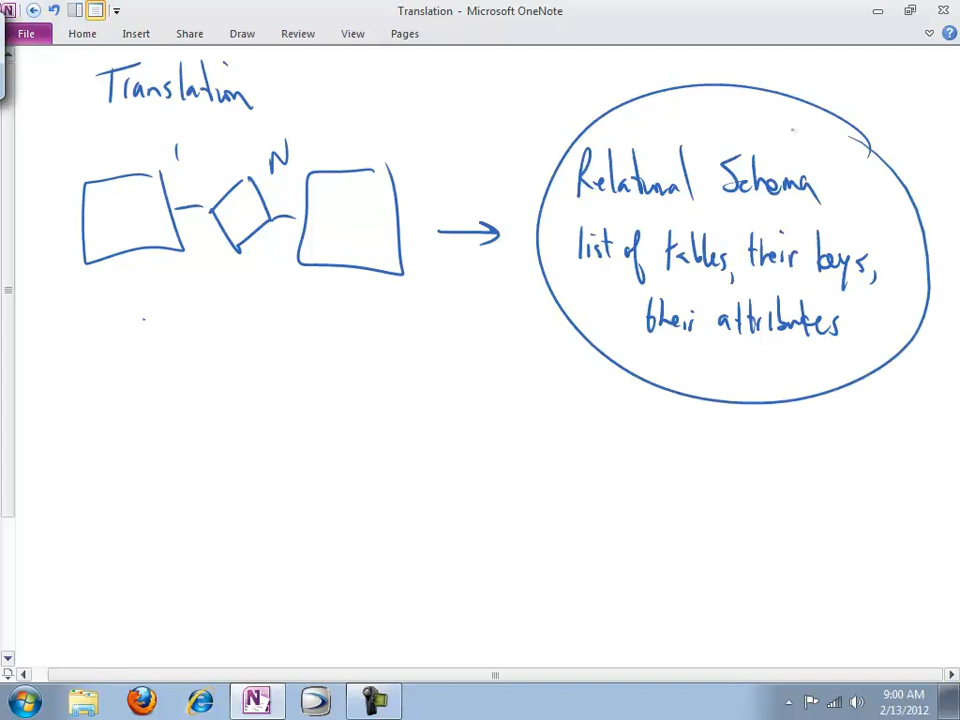 Translation - Microsoft OneNote
File Home Insert Share Draw Review View Pages
Translation
1 N
Relational Schema
list of tables, their keys,
their attributes
9:00 AM
2/13/2012